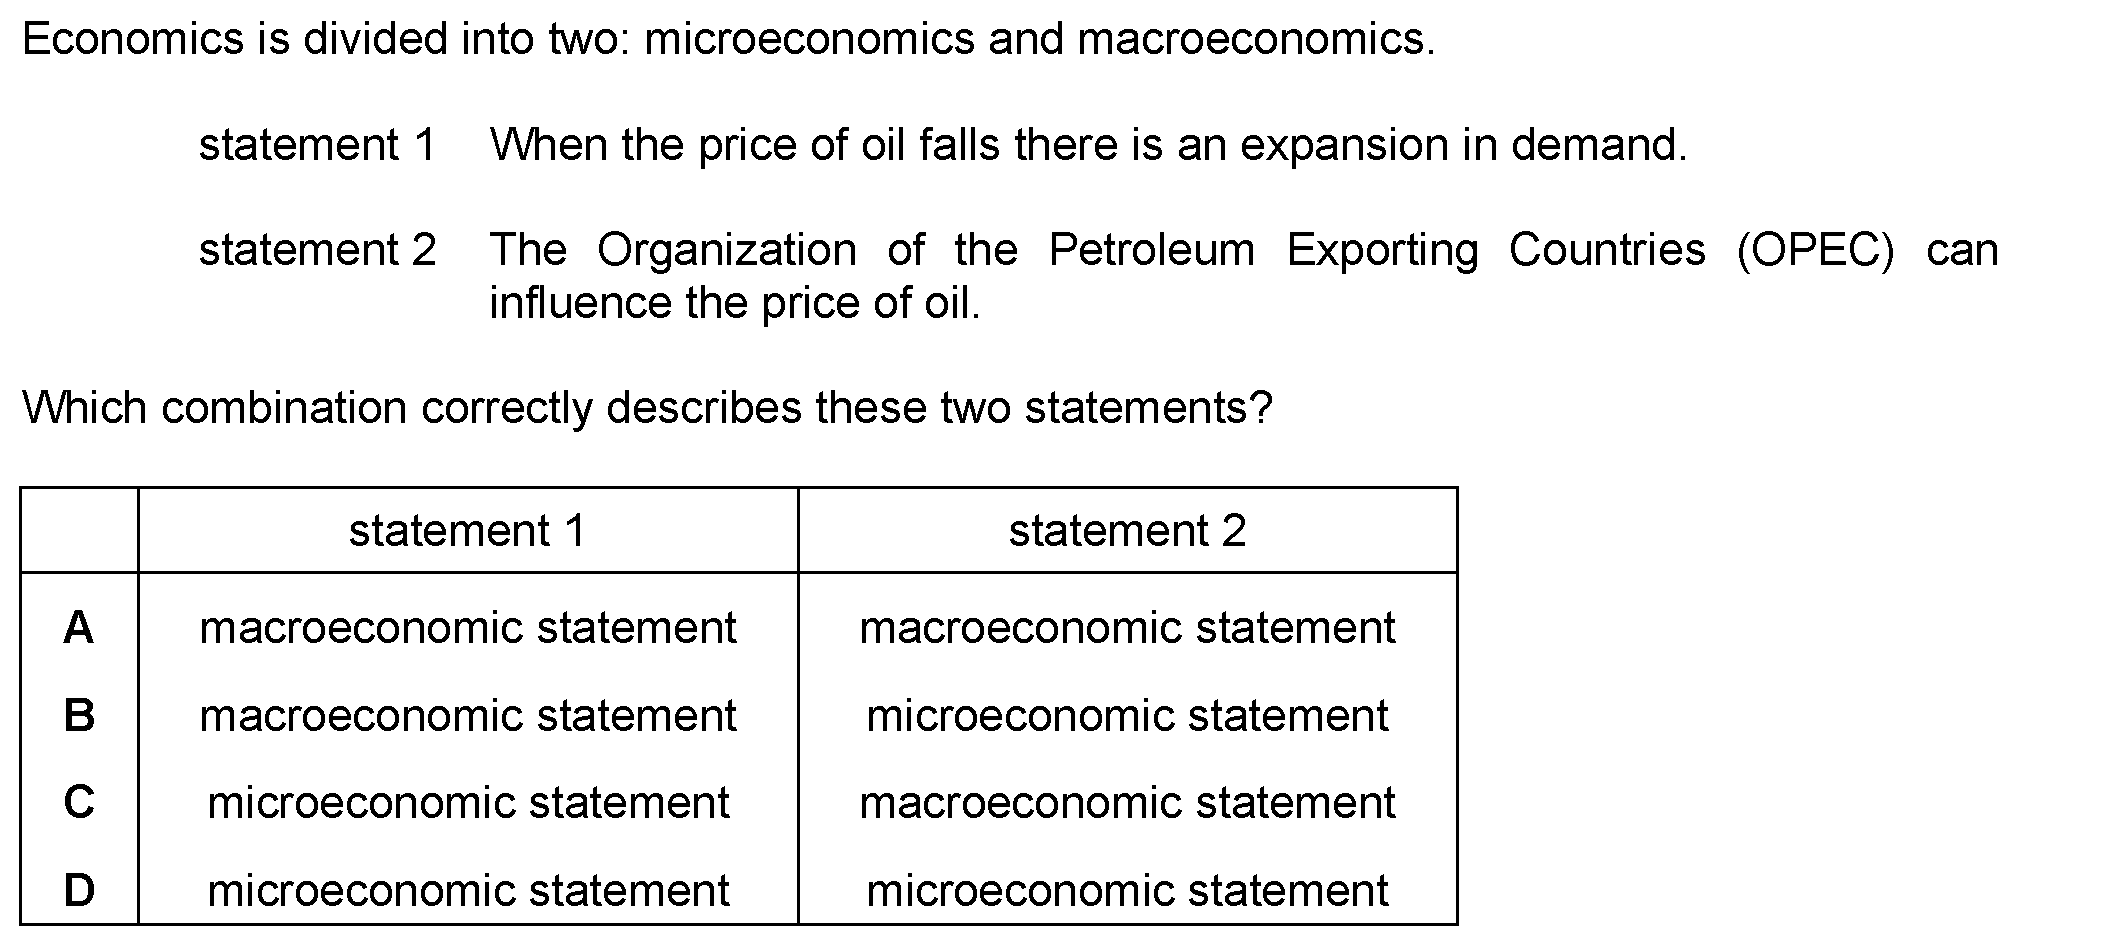 Economics is divided into two: microeconomics and macroeconomics.
statement 1 When the price of oil falls there is an expansion in demand.
statement 2 The Organization of the Petroleum Exporting Countries (OPEC) can
influence the price of oil.
Which combination correctly describes these two statements?
statement 1 statement 2
A macroeconomic statement macroeconomic statement
B macroeconomic statement microeconomic statement
C microeconomic statement macroeconomic statement
D microeconomic statement microeconomic statement